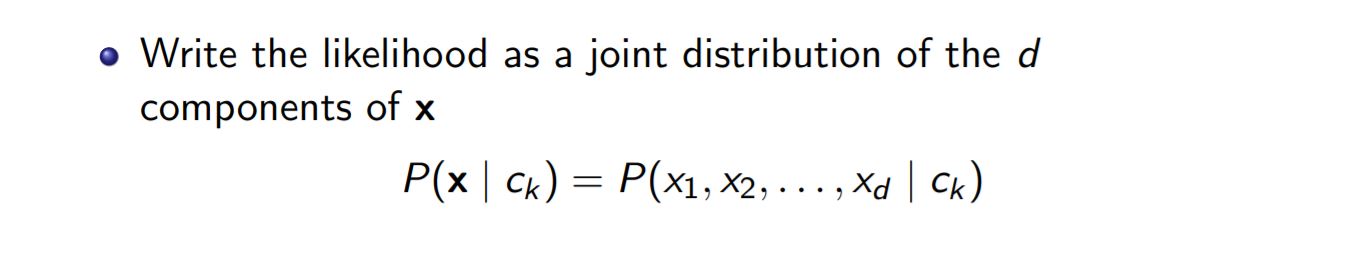 Write the likelihood as a joint distribution of the d
components of x
P(x | c_k) = P(x_1, x_2, . . . , x_d | c_k)